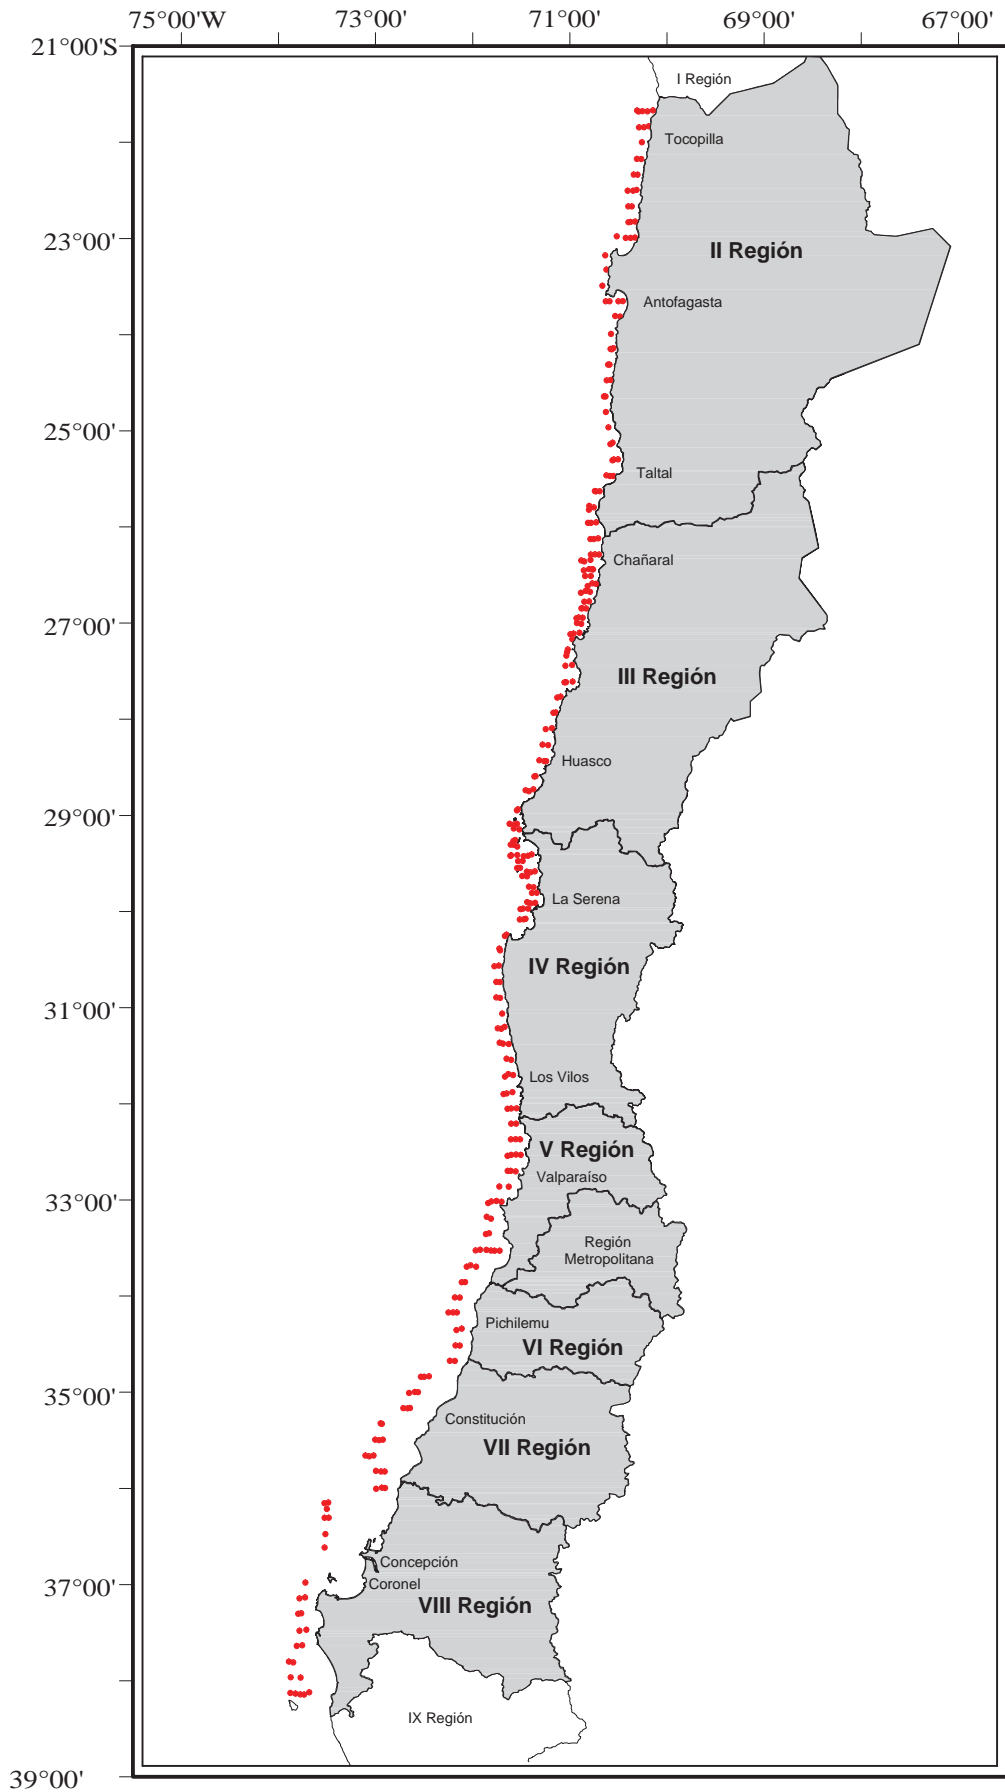 75°00'W 73°00' 71°00' 69°00' 67°00'
21°00'S
I Región
Tocopilla
23°00'
II Región
Antofagasta
25°00'
Taltal
Chañaral
27°00'
III Región
Huasco
29°00'
La Serena
IV Región
31°00'
Los Vilos
V Región
Valparaíso
33°00'
Región
Metropolitana
Pichilemu
VI Región
35°00'
Constitución
VII Región
Concepción
37°00'
Coronel
VIII Región
IX Región
39°00'